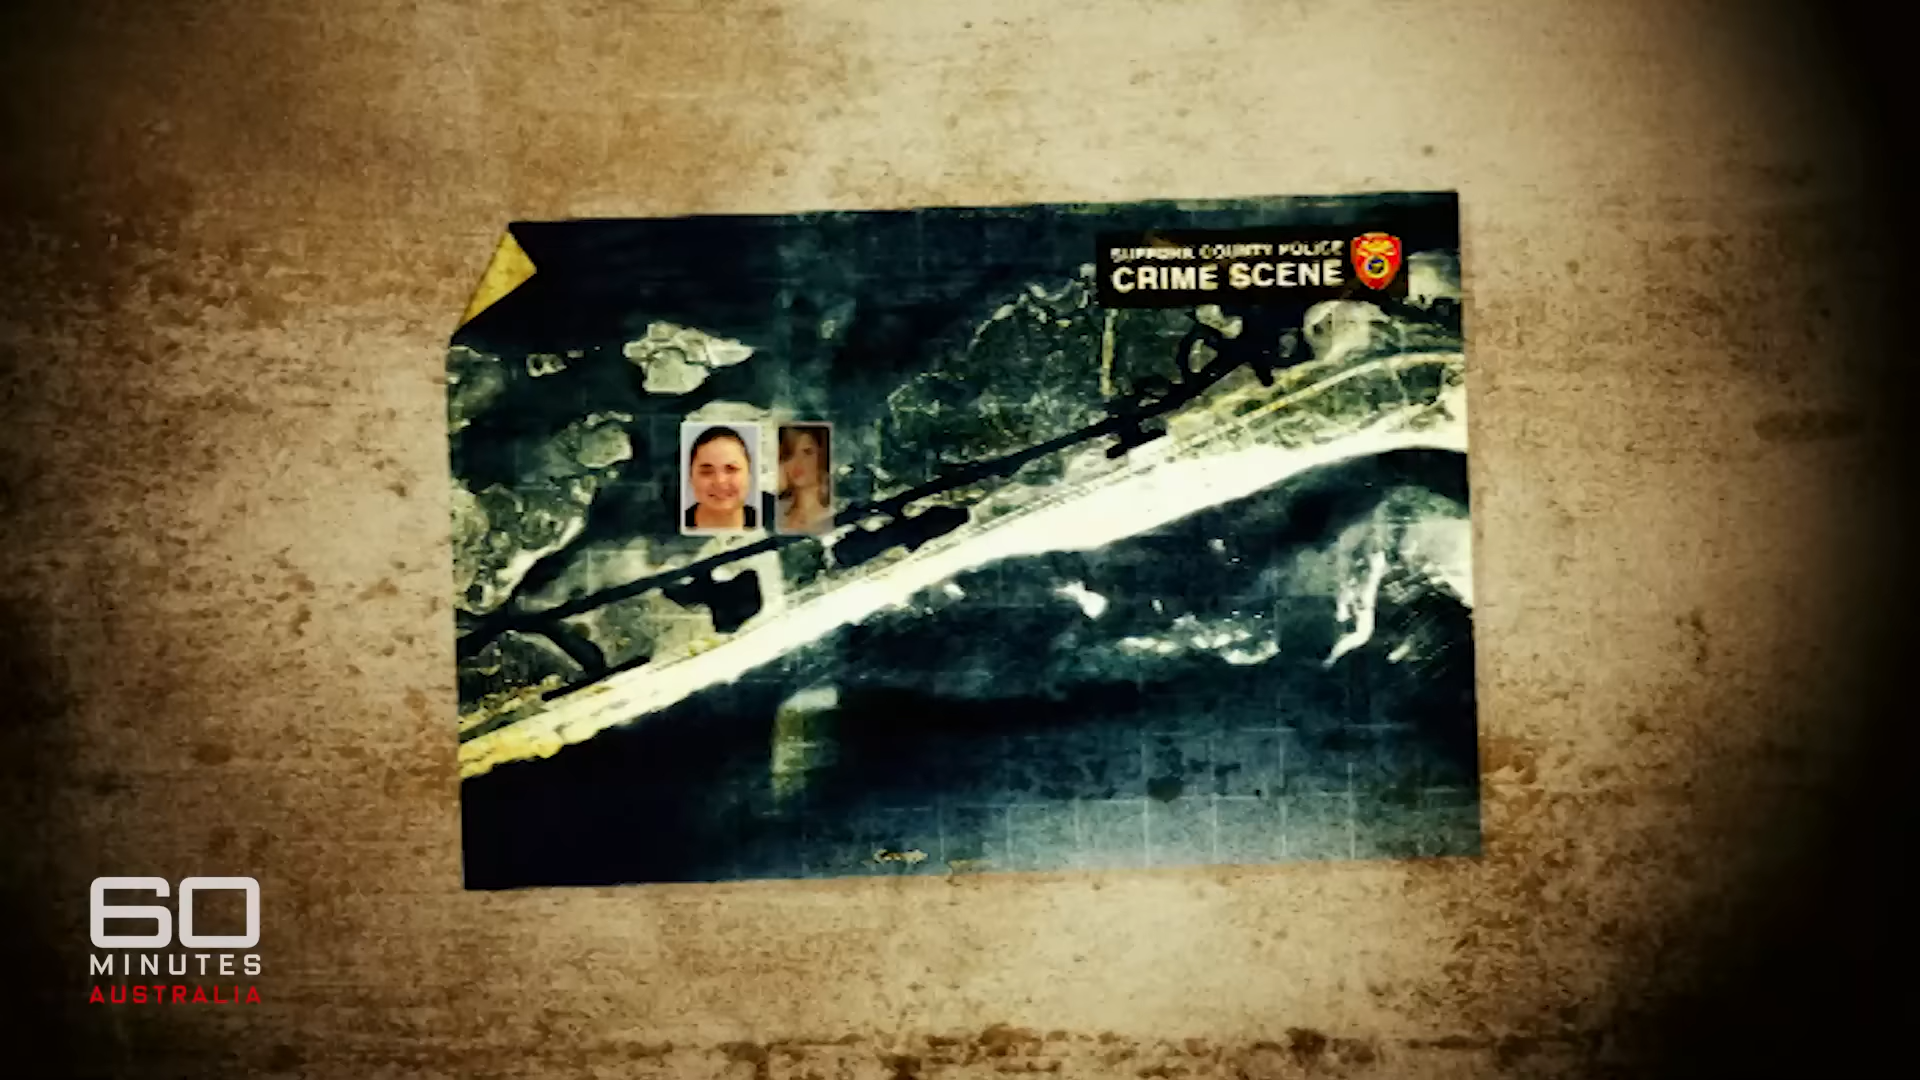 SUFFOLK COUNTY POLICE
CRIME SCENE
60
MINUTES
AUSTRALIA